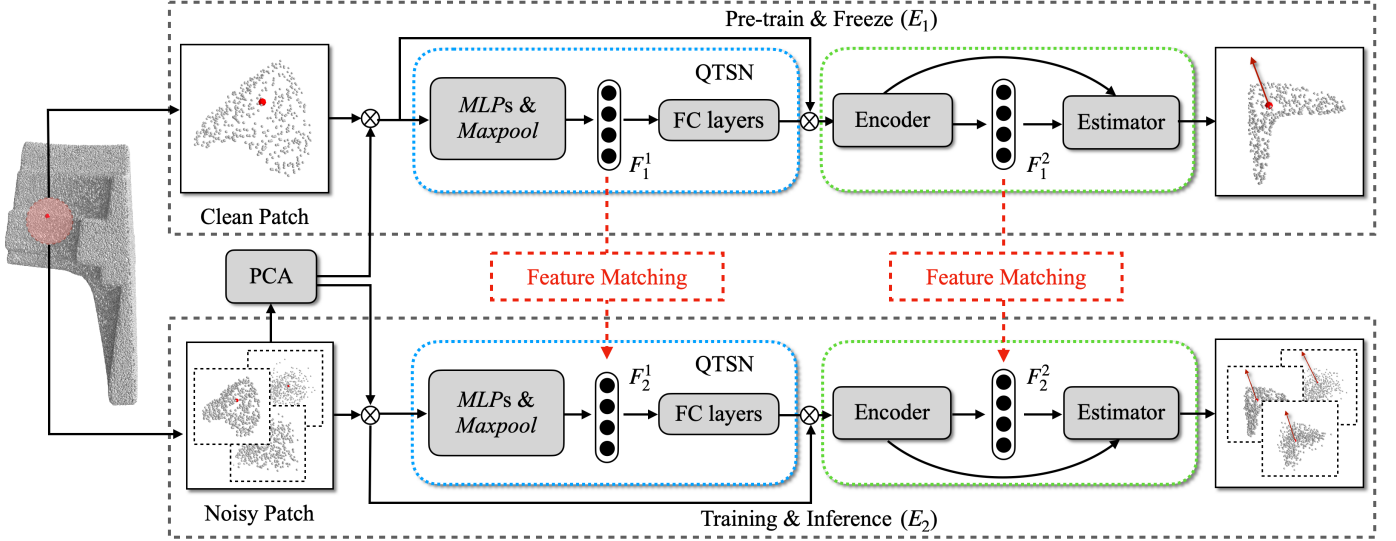 Pre-train & Freeze (E₁)
QTSN
MLPs &
Maxpool
F₁¹
FC layers
Encoder
F₁²
Estimator
Clean Patch
PCA
Feature Matching
Feature Matching
QTSN
MLPs &
Maxpool
F₂¹
FC layers
Encoder
F₂²
Estimator
Noisy Patch
Training & Inference (E₂)